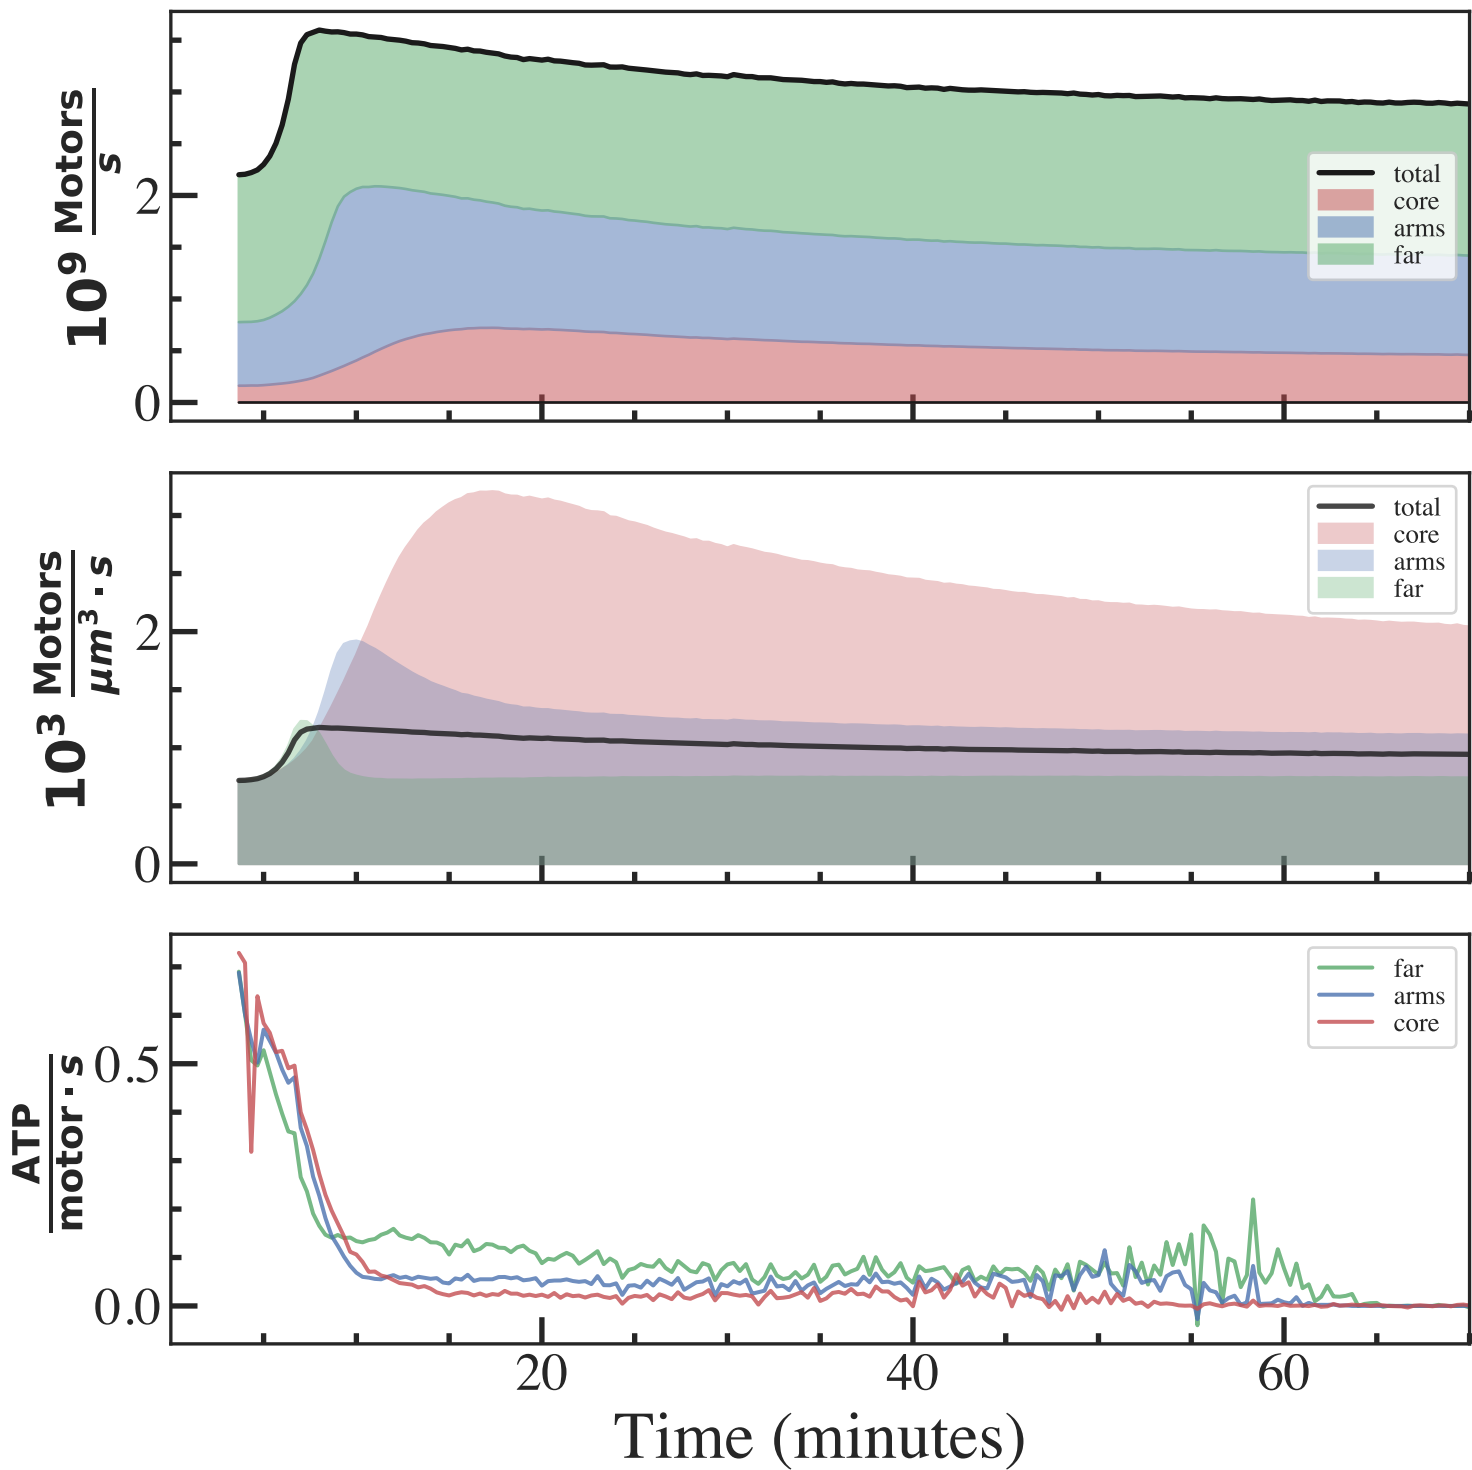 10⁹ Motors / s
2
0
total
core
arms
far
10³ Motors / μm³ · s
2
0
total
core
arms
far
ATP / motor · s
0.5
0.0
far
arms
core
20 40 60
Time (minutes)